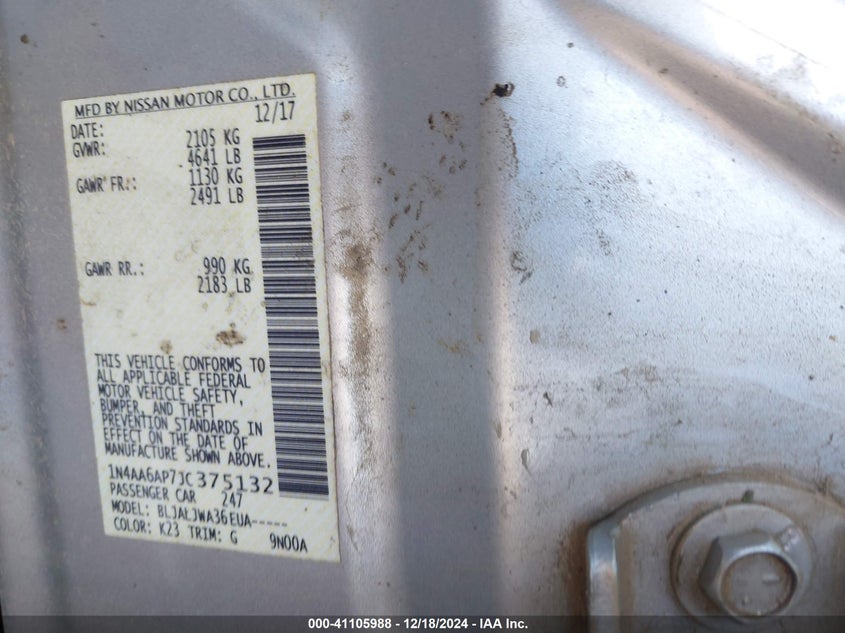 MFD BY NISSAN MOTOR CO., LTD.
DATE: 12/17
GVWR: 2105 KG
4641 LB
GAWR FR.: 1130 KG
2491 LB
GAWR RR.: 990 KG
2183 LB
THIS VEHICLE CONFORMS TO
ALL APPLICABLE FEDERAL
MOTOR VEHICLE SAFETY,
BUMPER, AND THEFT
PREVENTION STANDARDS IN
EFFECT ON THE DATE OF
MANUFACTURE SHOWN ABOVE.
1N4AA6AP7JC375132
PASSENGER CAR 247
MODEL: BLJALJWA36EUA-----
COLOR: K23 TRIM: G 9N00A
000-41105988 - 12/18/2024 - IAA Inc.